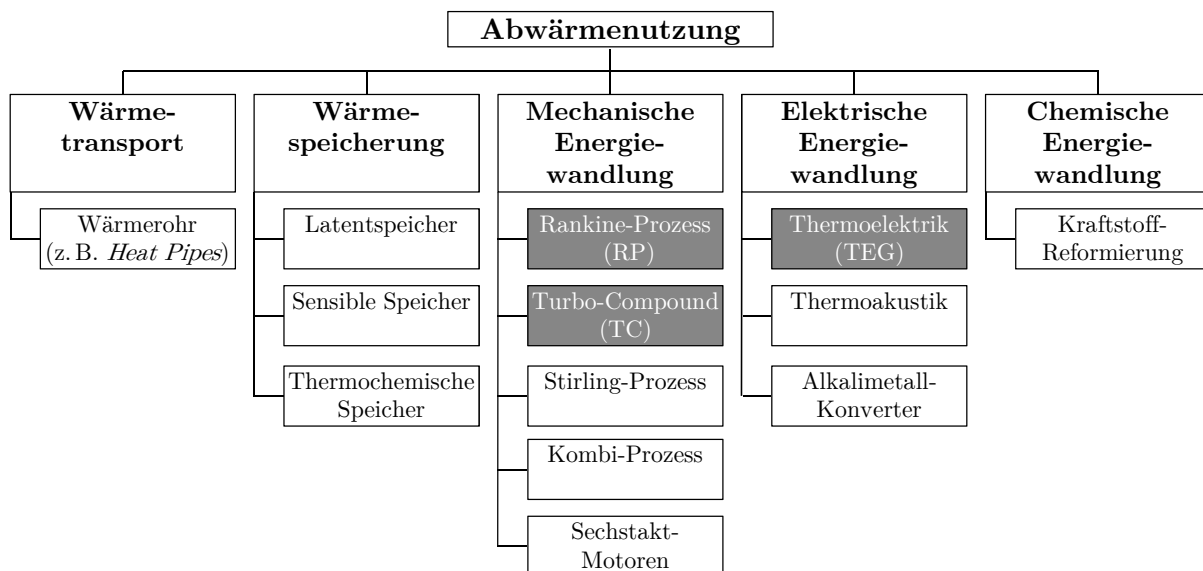 Abwärmenutzung
Wärme-
transport
Wärmerohr
(z. B. Heat Pipes)
Wärme-
speicherung
Latentspeicher
Sensible Speicher
Thermochemische
Speicher
Mechanische
Energie-
wandlung
Rankine-Prozess
(RP)
Turbo-Compound
(TC)
Stirling-Prozess
Kombi-Prozess
Sechstakt-
Motoren
Elektrische
Energie-
wandlung
Thermoelektrik
(TEG)
Thermoakustik
Alkalimetall-
Konverter
Chemische
Energie-
wandlung
Kraftstoff-
Reformierung